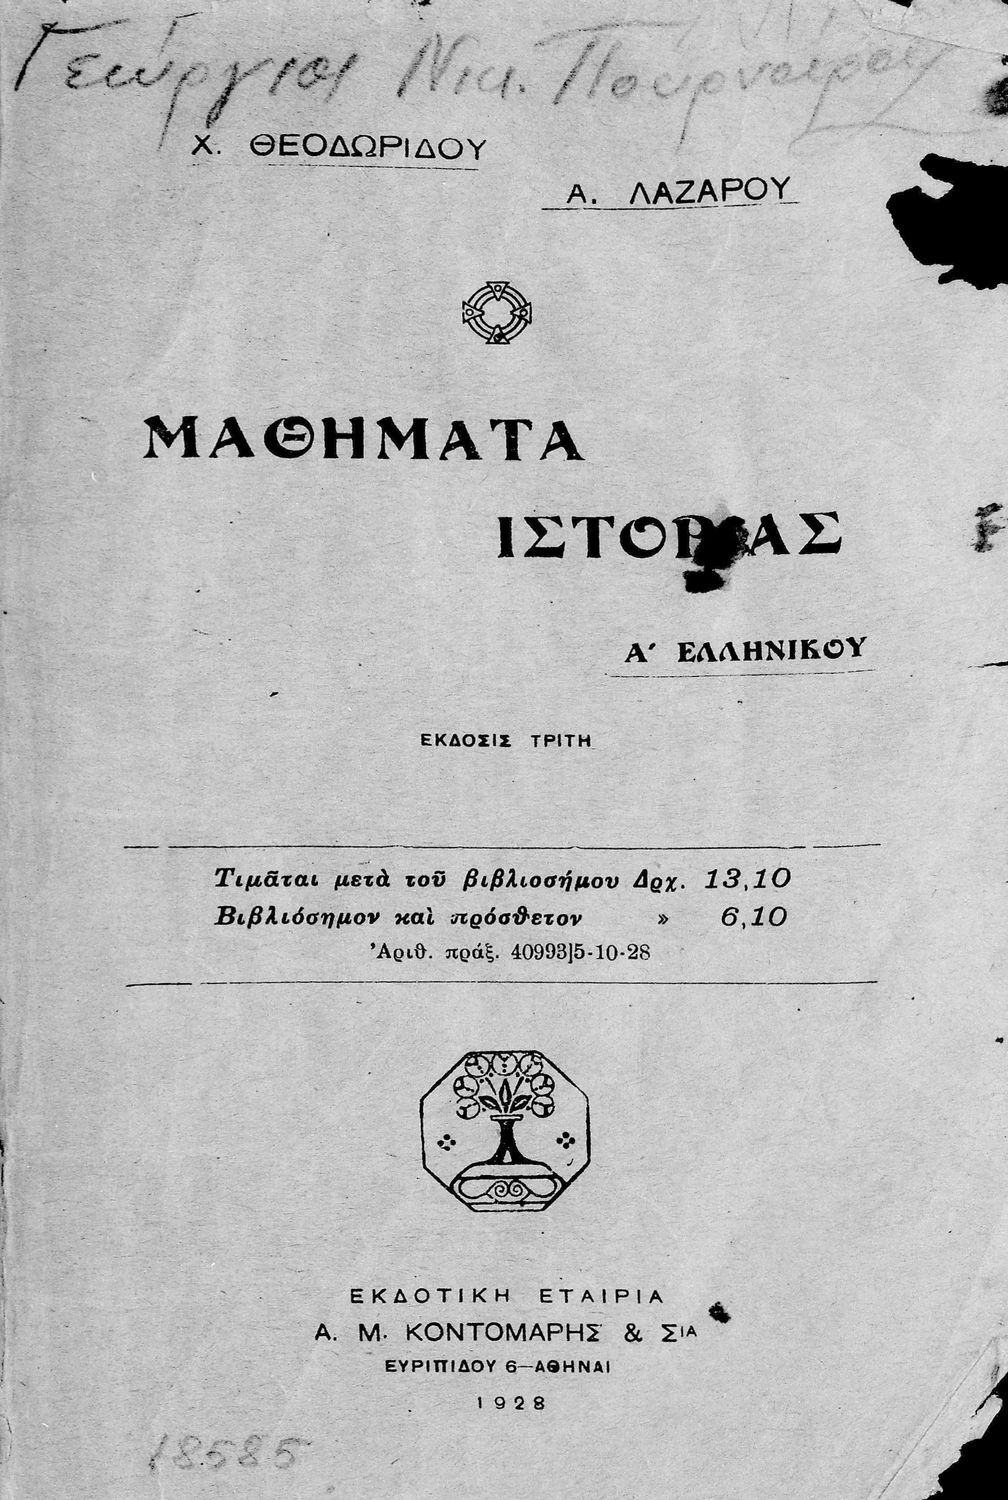 Γεώργιος Νικ.
Χ. ΘΕΟΔΩΡΙΔΟΥ
Α. ΛΑΖΑΡΟΥ
ΜΑΘΗΜΑΤΑ
ΙΣΤΟΡΙΑΣ
Α΄ ΕΛΛΗΝΙΚΟΥ
ΕΚΔΟΣΙΣ ΤΡΙΤΗ
Τιμᾶται μετὰ τοῦ βιβλιοσήμου Δρχ. 13,10
Βιβλιόσημον καὶ πρόσθετον » 6,10
Ἀριθ. πράξ. 40993]5-10-28
ΕΚΔΟΤΙΚΗ ΕΤΑΙΡΙΑ
Α. Μ. ΚΟΝΤΟΜΑΡΗΣ & ΣΙΑ
ΕΥΡΙΠΙΔΟΥ 6—ΑΘΗΝΑΙ
1928
18585